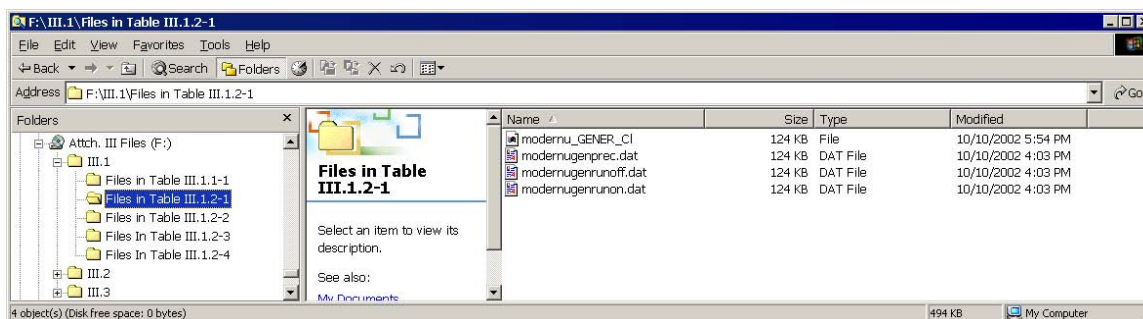 F:\III.1\Files in Table III.1.2-1
File Edit View Favorites Tools Help
Back Search Folders
Address F:\III.1\Files in Table III.1.2-1 Go
Folders
Attch. III Files (F:)
III.1
Files in Table III.1.1-1
Files in Table III.1.2-1
Files in Table III.1.2-2
Files In Table III.1.2-3
Files In Table III.1.2-4
III.2
III.3
Files in Table
III.1.2-1
Select an item to view its
description.
See also:
My Documents
Name Size Type Modified
modernu_GENER_Cl 124 KB File 10/10/2002 5:54 PM
modernugenprec.dat 124 KB DAT File 10/10/2002 4:03 PM
modernugenrunoff.dat 124 KB DAT File 10/10/2002 4:03 PM
modernugenrunon.dat 124 KB DAT File 10/10/2002 4:03 PM
4 object(s) (Disk free space: 0 bytes) 494 KB My Computer